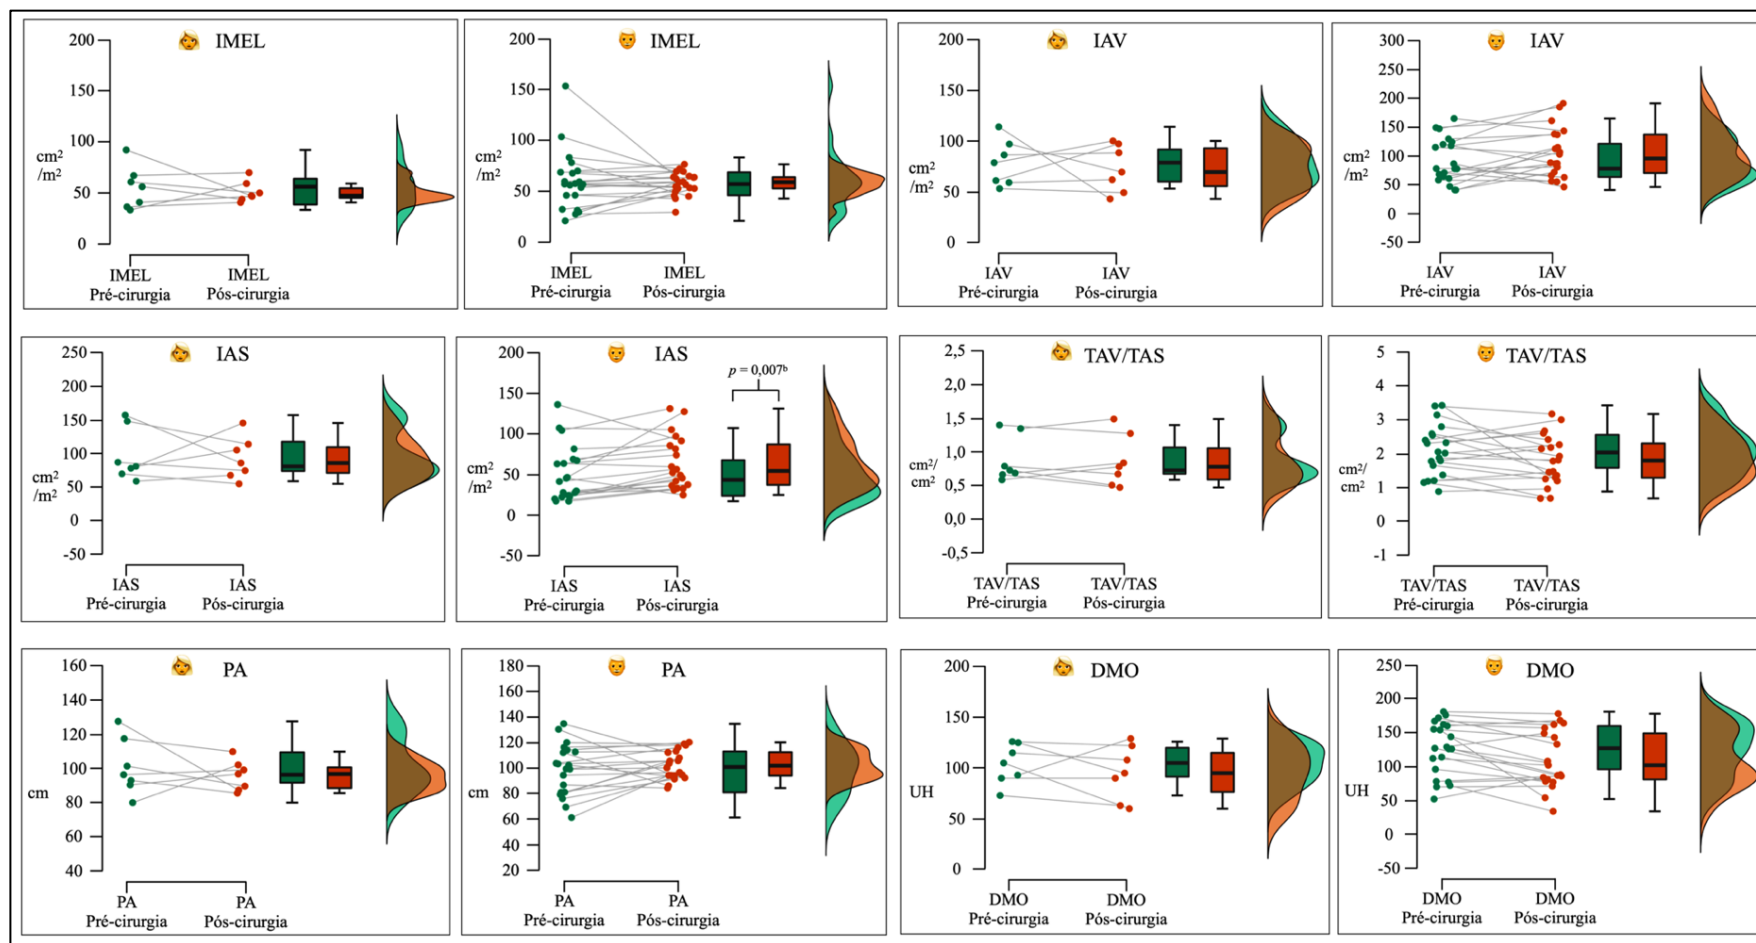 IMEL
200
150
100
50
0
cm²
/m²
IMEL
Pré-cirurgia
IMEL
Pós-cirurgia
IMEL
200
150
100
50
0
cm²
/m²
IMEL
Pré-cirurgia
IMEL
Pós-cirurgia
IAV
200
150
100
50
0
cm²
/m²
IAV
Pré-cirurgia
IAV
Pós-cirurgia
IAV
300
250
200
150
100
50
0
-50
cm²
/m²
IAV
Pré-cirurgia
IAV
Pós-cirurgia
IAS
250
200
150
100
50
0
-50
cm²
/m²
IAS
Pré-cirurgia
IAS
Pós-cirurgia
IAS
200
150
100
50
0
-50
cm²
/m²
p = 0,007ᵇ
IAS
Pré-cirurgia
IAS
Pós-cirurgia
TAV/TAS
2,5
2,0
1,5
1,0
0,5
0,0
-0,5
cm²/
cm²
TAV/TAS
Pré-cirurgia
TAV/TAS
Pós-cirurgia
TAV/TAS
5
4
3
2
1
0
-1
cm²/
cm²
TAV/TAS
Pré-cirurgia
TAV/TAS
Pós-cirurgia
PA
160
140
120
100
80
60
40
cm
PA
Pré-cirurgia
PA
Pós-cirurgia
PA
180
160
140
120
100
80
60
40
20
cm
PA
Pré-cirurgia
PA
Pós-cirurgia
DMO
200
150
100
50
0
UH
DMO
Pré-cirurgia
DMO
Pós-cirurgia
DMO
250
200
150
100
50
0
-50
UH
DMO
Pré-cirurgia
DMO
Pós-cirurgia